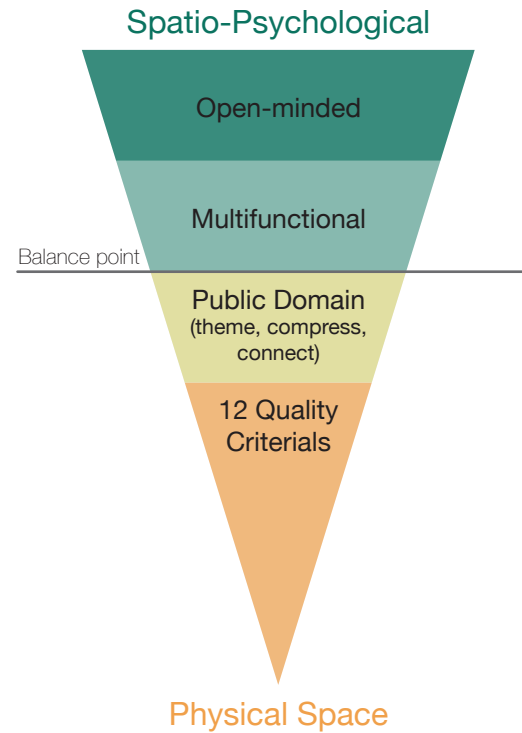 Spatio-Psychological
Open-minded
Multifunctional
Balance point
Public Domain
(theme, compress,
connect)
12 Quality
Criterials
Physical Space